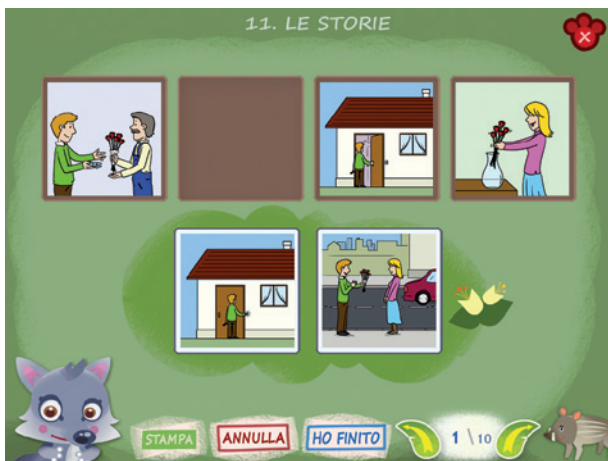 11. LE STORIE
STAMPA
ANNULLA
HO FINITO
1 \ 10